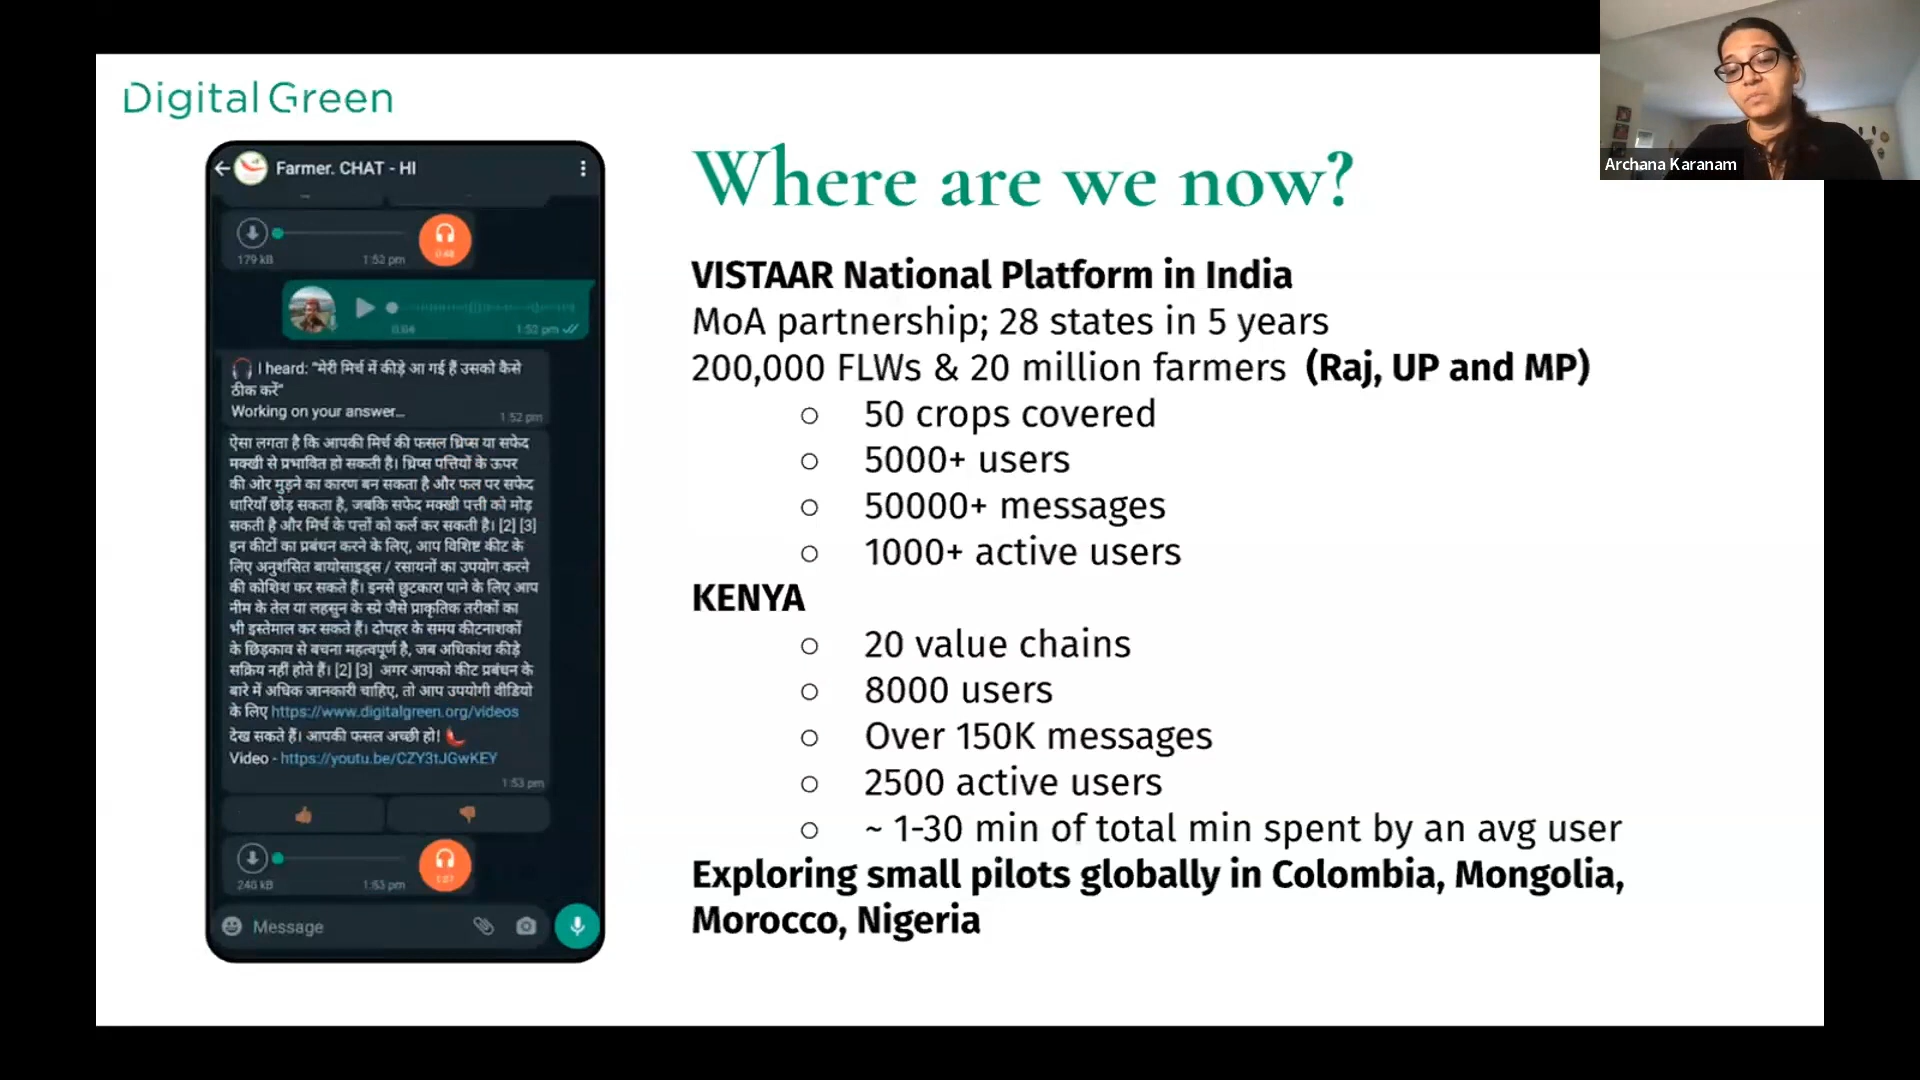 Digital Green
Farmer. CHAT - HI
179 kB
1:52 pm
0:04
1:52 pm
I heard: "मेरी मिर्च में कीड़े आ गई हैं उसको कैसे
ठीक करें"
Working on your answer...
1:52 pm
ऐसा लगता है कि आपकी मिर्च की फसल थ्रिप्स या सफेद
मक्खी से प्रभावित हो सकती है। थ्रिप्स पत्तियों के ऊपर
की ओर मुड़ने का कारण बन सकता है और फल पर सफेद
धारियाँ छोड़ सकता है, जबकि सफेद मक्खी पत्ती को मोड़
सकती है और मिर्च के पत्तों को कर्ल कर सकती है। [2] [3]
इन कीटों का प्रबंधन करने के लिए, आप विशिष्ट कीट के
लिए अनुशंसित बायोसाइड्स / रसायनों का उपयोग करने
की कोशिश कर सकते हैं। इनसे छुटकारा पाने के लिए आप
नीम के तेल या लहसुन के स्प्रे जैसे प्राकृतिक तरीकों का
भी इस्तेमाल कर सकते हैं। दोपहर के समय कीटनाशकों
के छिड़काव से बचना महत्वपूर्ण है, जब अधिकांश कीड़े
सक्रिय नहीं होते हैं। [2] [3] अगर आपको कीट प्रबंधन के
बारे में अधिक जानकारी चाहिए, तो आप उपयोगी वीडियो
के लिए https://www.digitalgreen.org/videos
देख सकते हैं। आपकी फसल अच्छी हो!
Video - https://youtu.be/CZY3tJGwKEY
1:53 pm
248 kB
1:53 pm
Message
Where are we now?
VISTAAR National Platform in India
MoA partnership; 28 states in 5 years
200,000 FLWs & 20 million farmers (Raj, UP and MP)
50 crops covered
5000+ users
50000+ messages
1000+ active users
KENYA
20 value chains
8000 users
Over 150K messages
2500 active users
~ 1-30 min of total min spent by an avg user
Exploring small pilots globally in Colombia, Mongolia,
Morocco, Nigeria
Archana Karanam